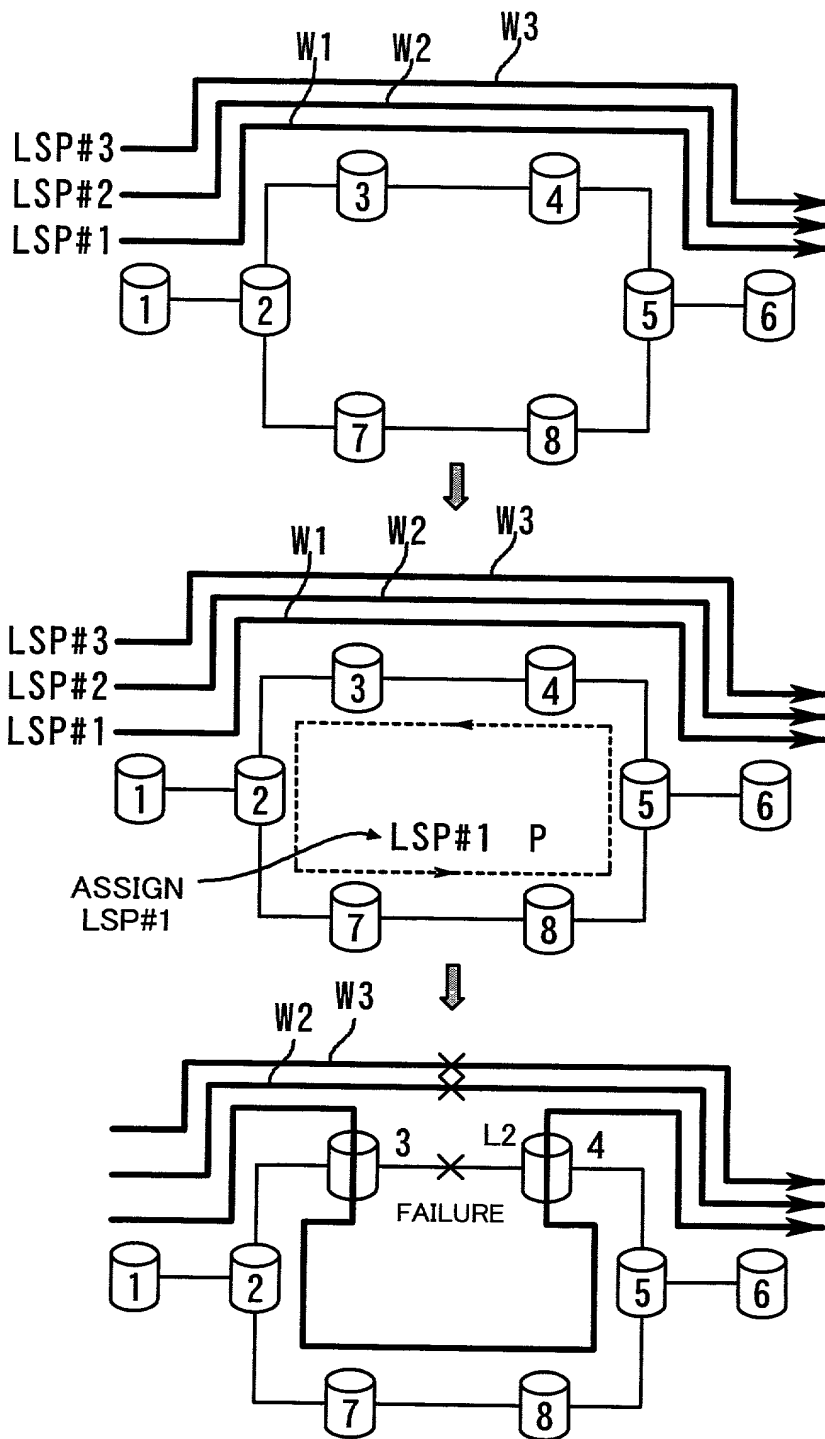 W1 W2 W3
LSP#3
LSP#2
LSP#1
3 4
1 2 5 6
7 8
W1 W2 W3
LSP#3
LSP#2
LSP#1
3 4
1 2 5 6
LSP#1 P
ASSIGN
LSP#1
7 8
W2 W3
3 L2 4
FAILURE
1 2 5 6
7 8